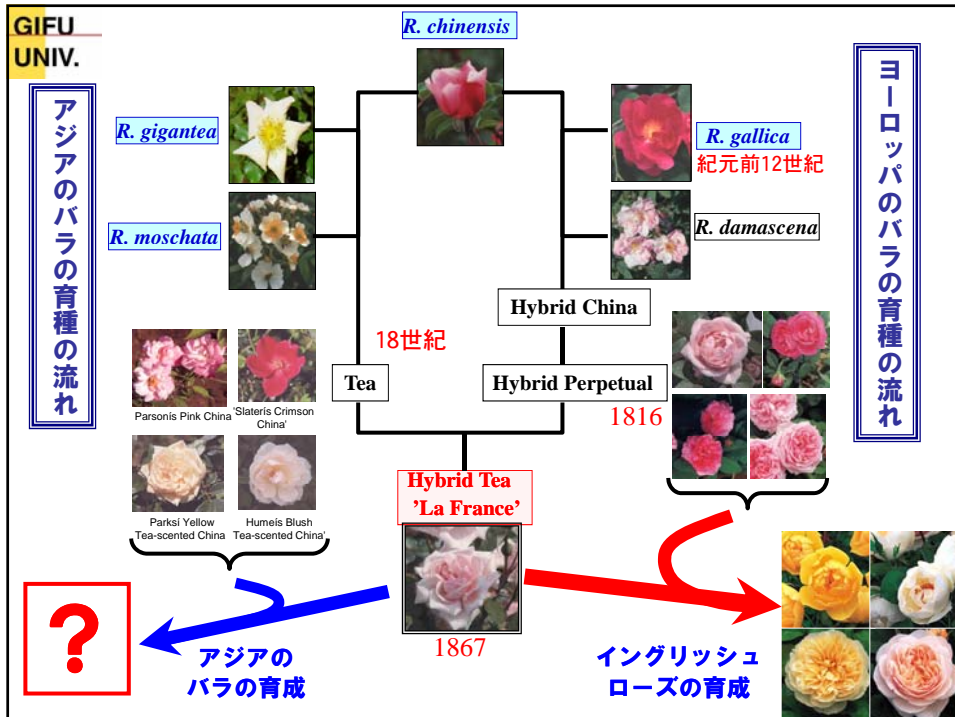 GIFU
UNIV.
R. chinensis
アジアのバラの育種の流れ
ヨーロッパのバラの育種の流れ
R. gigantea
R. gallica
紀元前12世紀
R. moschata
R. damascena
Hybrid China
18世紀
Tea
Hybrid Perpetual
1816
Parsonís Pink China
'Slaterís Crimson
China'
Parksí Yellow
Tea-scented China
Humeís Blush
Tea-scented China'
Hybrid Tea
'La France'
1867
?
アジアの
バラの育成
イングリッシュ
ローズの育成